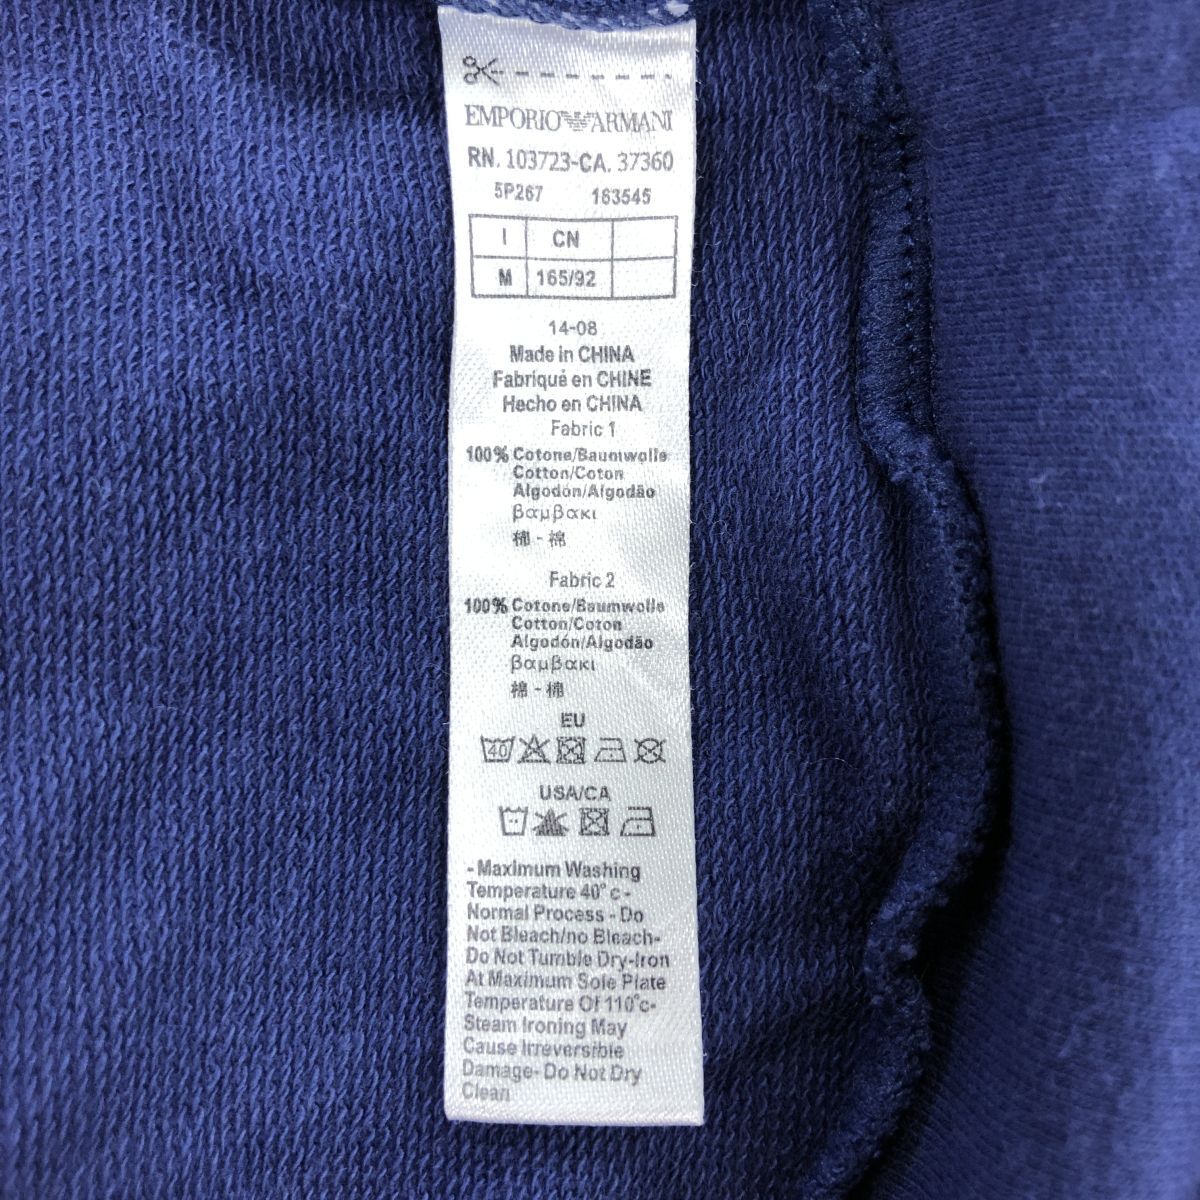 EMPORIO ARMANI
RN. 103723-CA. 37360
5P267 163545
I CN
M 165/92
14-08
Made in CHINA
Fabriqué en CHINE
Hecho en CHINA
Fabric 1
100% Cotone/Baumwolle
Cotton/Coton
Algodón/Algodão
βαμβακι
棉 - 棉
Fabric 2
100% Cotone/Baumwolle
Cotton/Coton
Algodón/Algodão
βαμβακι
棉 - 棉
EU
40
USA/CA
- Maximum Washing
Temperature 40°c -
Normal Process - Do
Not Bleach/no Bleach-
Do Not Tumble Dry-Iron
At Maximum Sole Plate
Temperature Of 110°c-
Steam Ironing May
Cause Irreversible
Damage- Do Not Dry
Clean